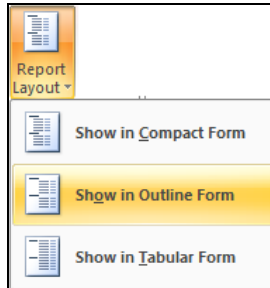 Report
Layout
Show in Compact Form
Show in Outline Form
Show in Tabular Form